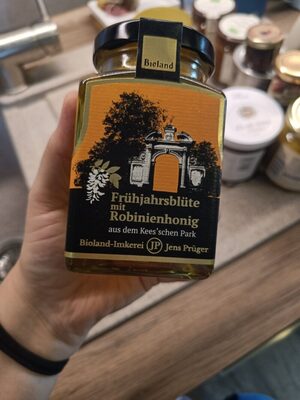 Bioland
Frühjahrsblüte
mit
Robinienhonig
aus dem Kees'schen Park
Bioland-Imkerei JP Jens Prüger